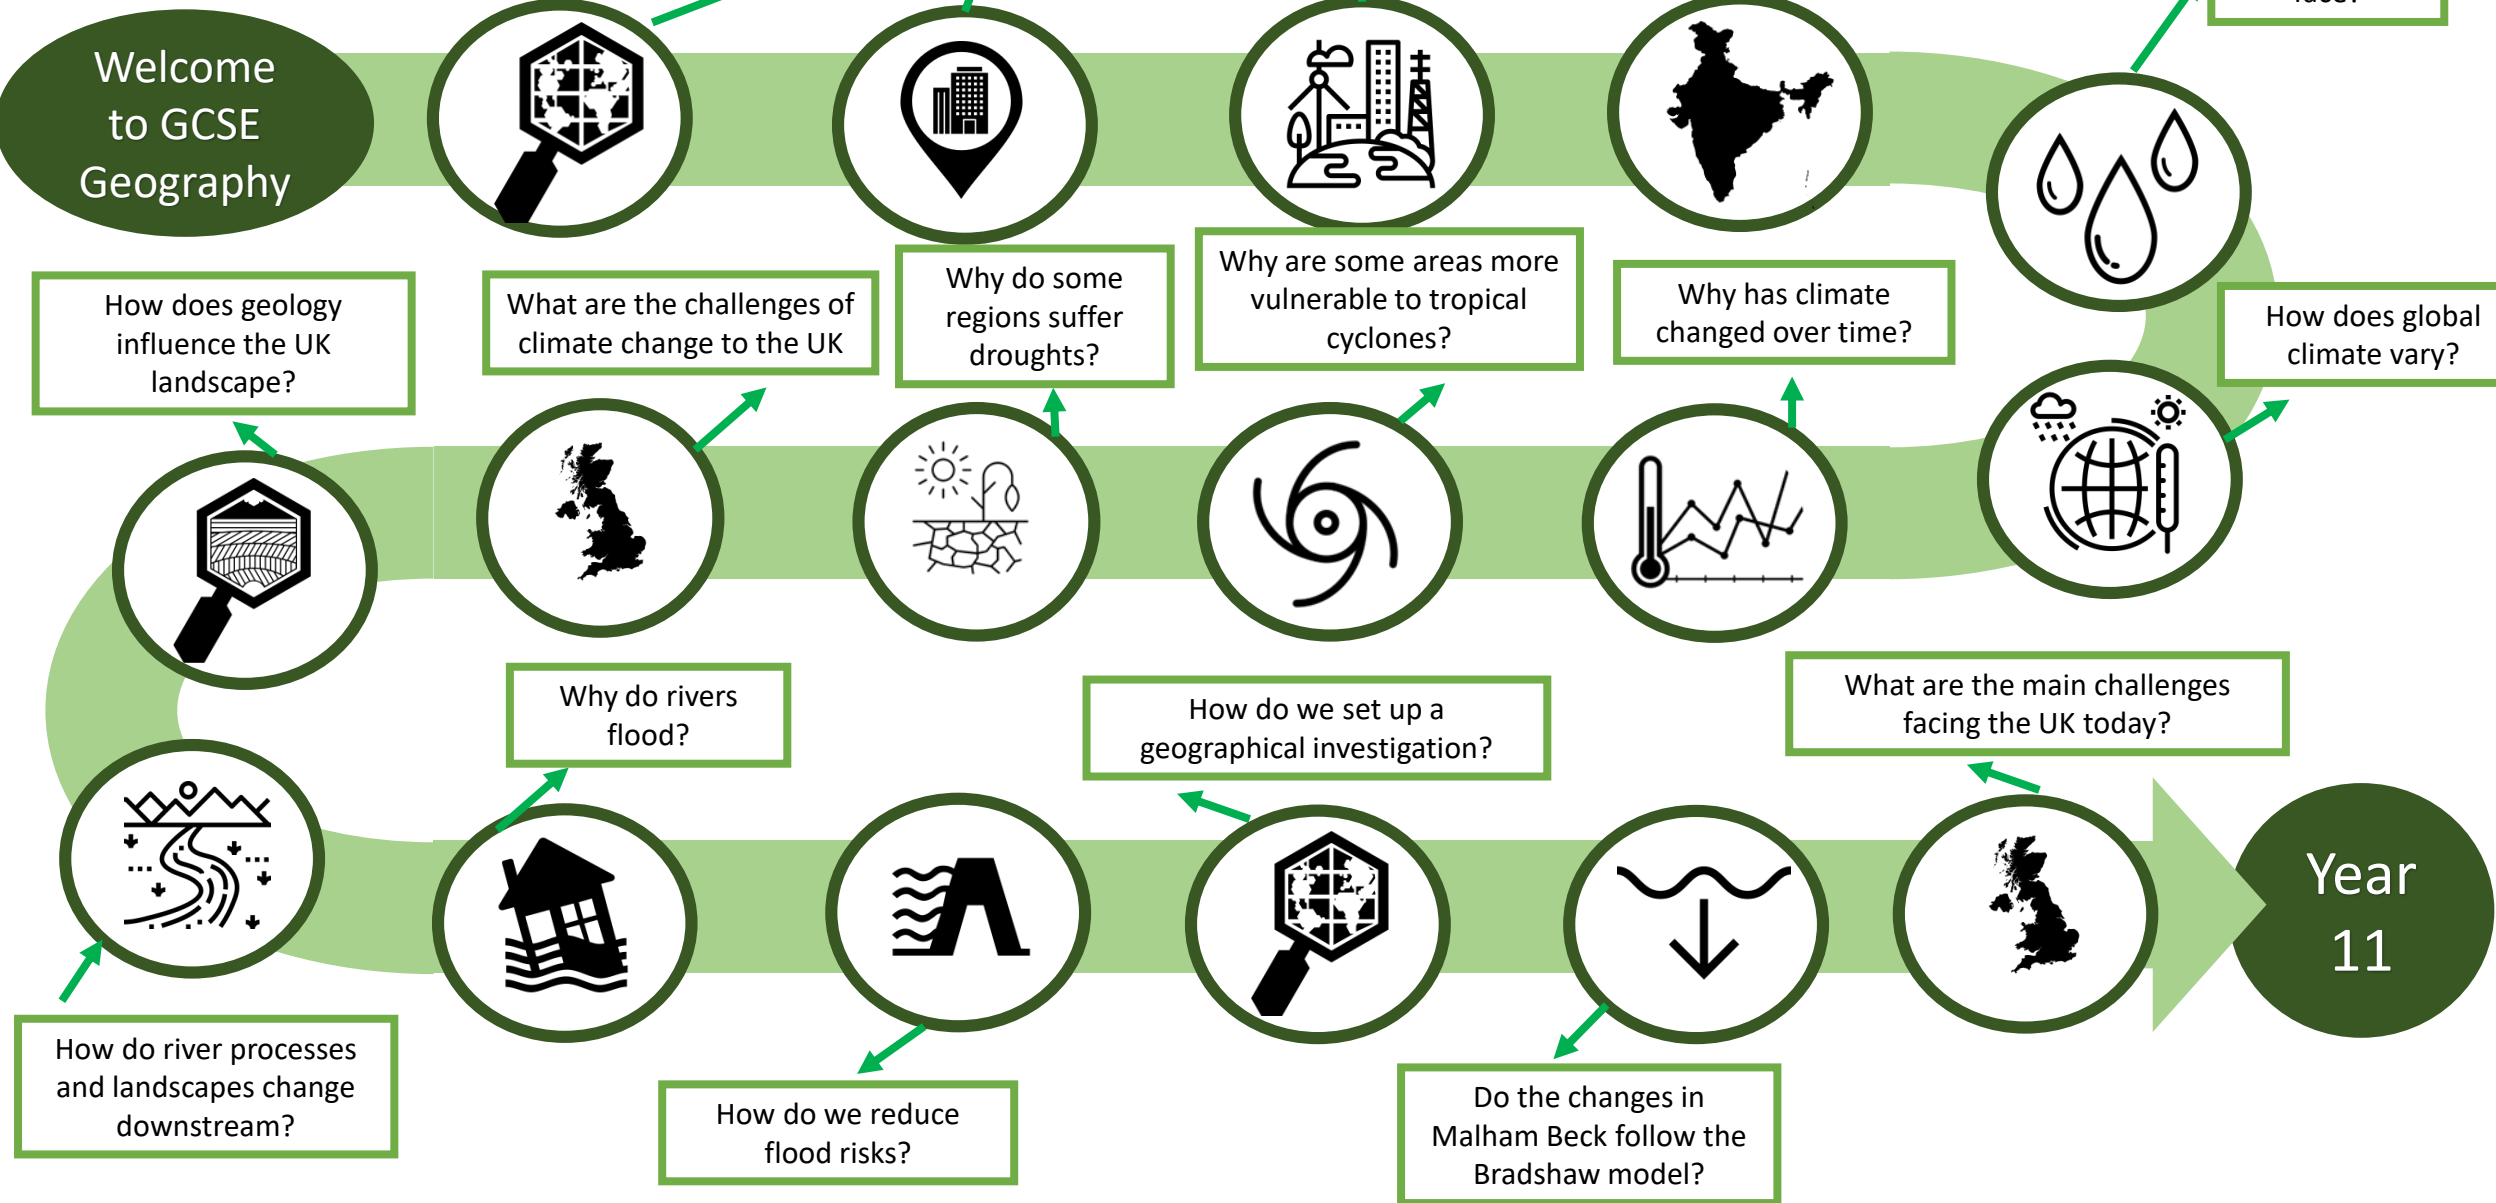 Welcome
to GCSE
Geography
How does geology
influence the UK
landscape?
What are the challenges of
climate change to the UK
Why do some
regions suffer
droughts?
Why are some areas more
vulnerable to tropical
cyclones?
Why has climate
changed over time?
How does global
climate vary?
Why do rivers
flood?
How do we set up a
geographical investigation?
What are the main challenges
facing the UK today?
Year
11
How do river processes
and landscapes change
downstream?
How do we reduce
flood risks?
Do the changes in
Malham Beck follow the
Bradshaw model?